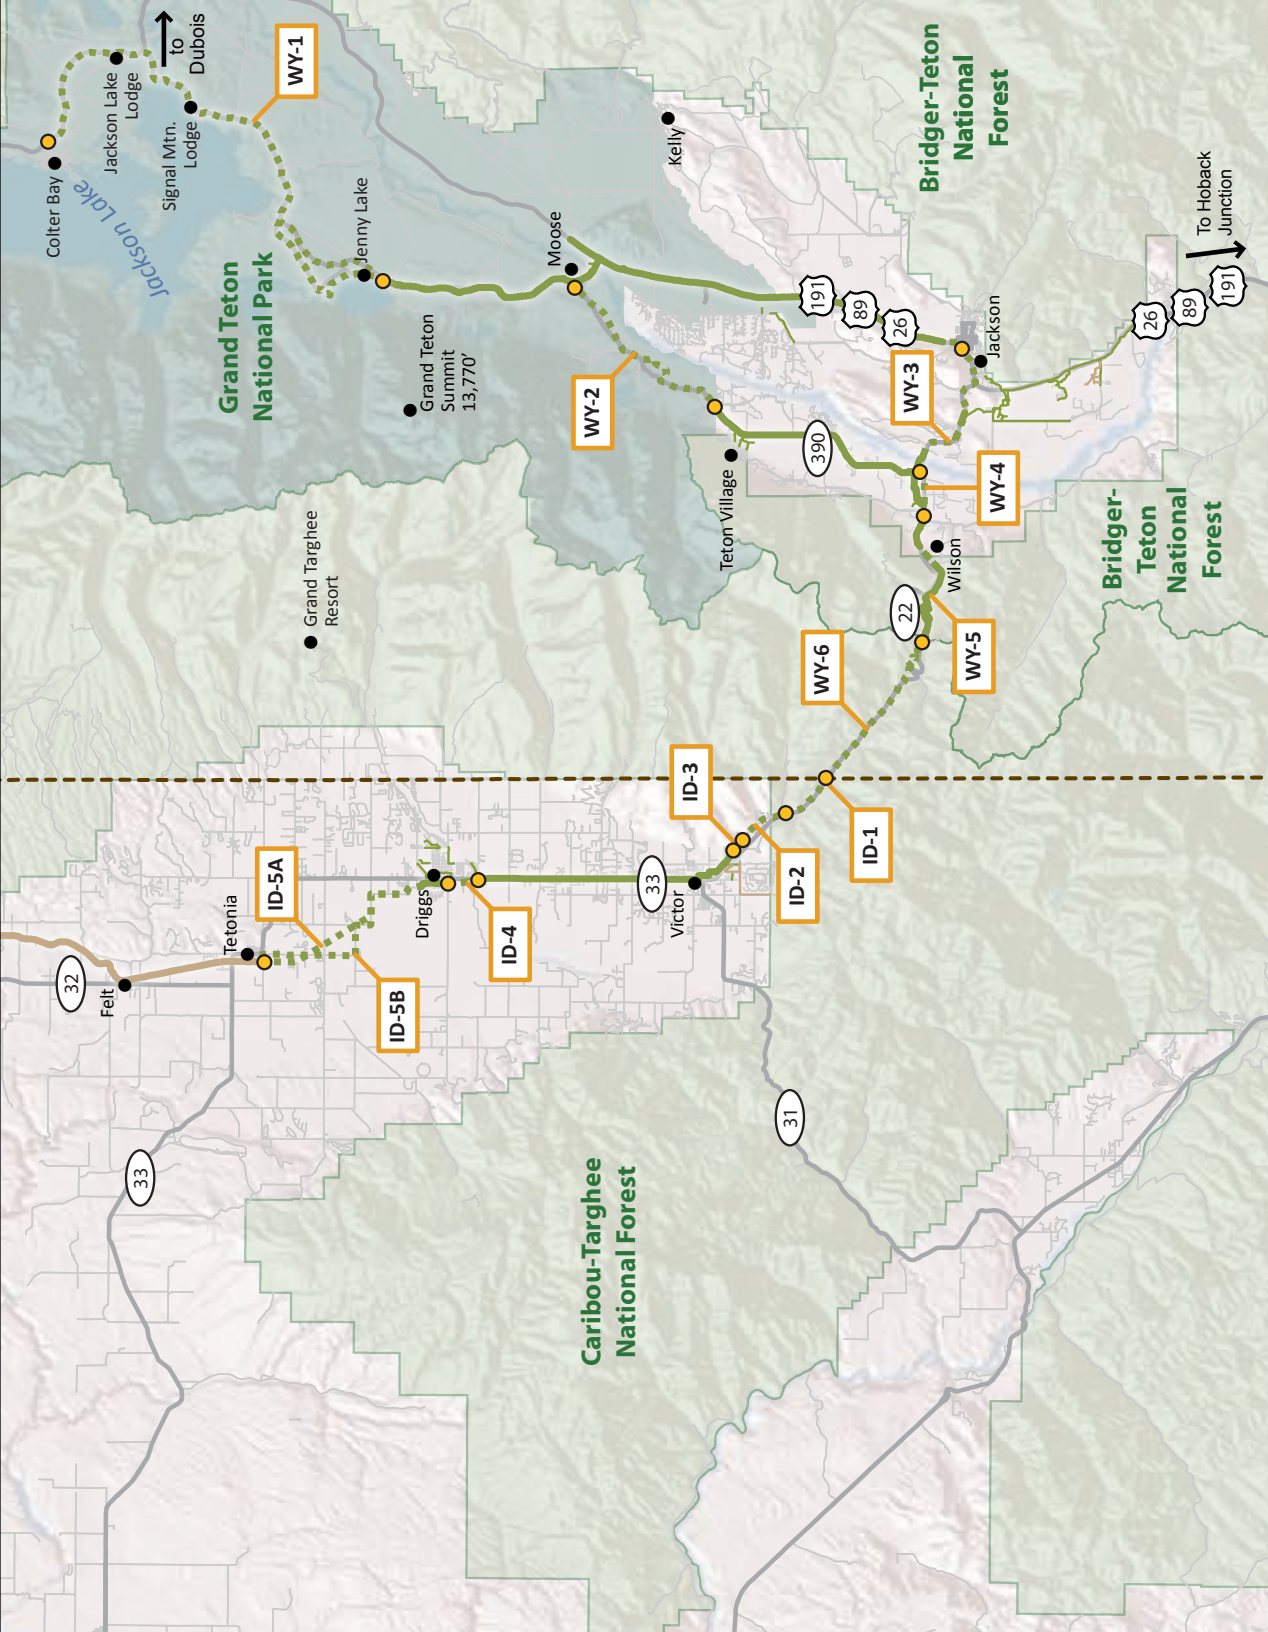 Caribou-Targhee
National Forest
33
31
32
Felt
Tetonia
ID-5A
ID-5B
Driggs
ID-4
33
Victor
ID-3
ID-2
ID-1
WY-6
Grand Targhee
Resort
22
WY-5
Wilson
WY-4
Teton Village
390
WY-3
Jackson
WY-2
Grand Teton
Summit
13,770’
Grand Teton
National Park
Jenny Lake
Moose
191
89
26
26
89
191
To Hoback
Junction
Kelly
Bridger-Teton
National
Forest
Bridger-
Teton
National
Forest
Colter Bay
Jackson Lake
Jackson Lake
Lodge
Signal Mtn.
Lodge
to
Dubois
WY-1